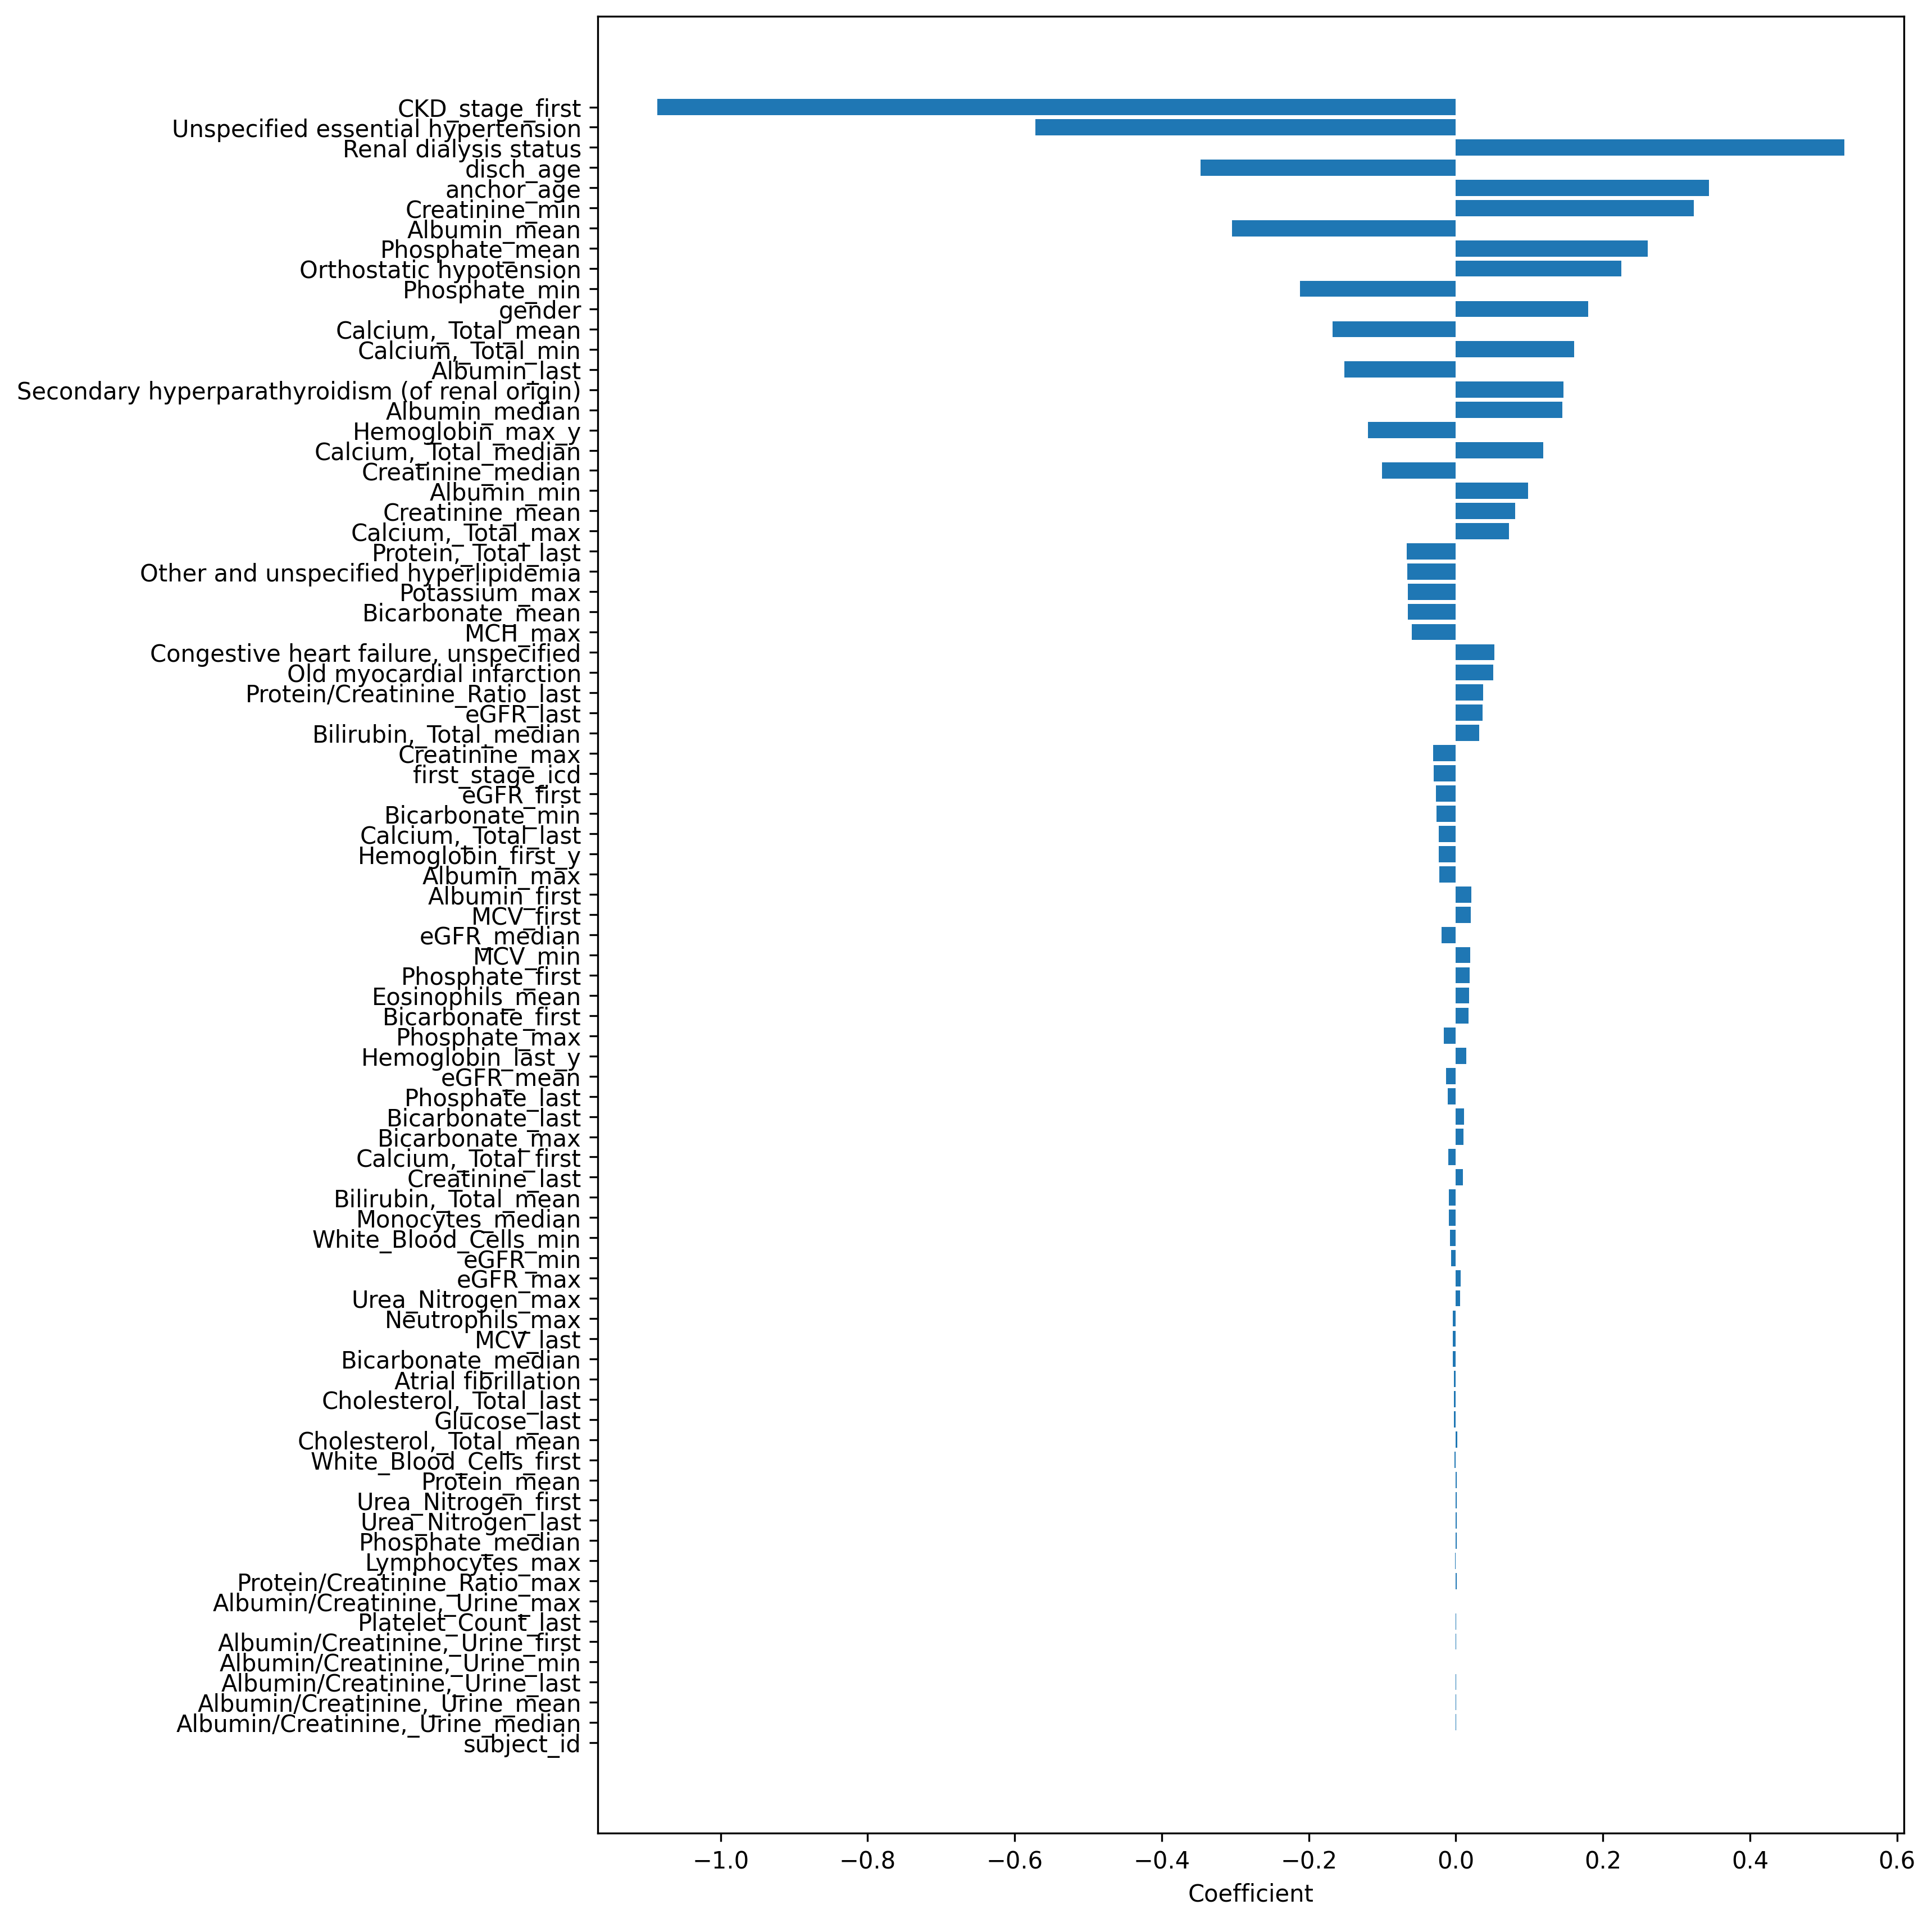 CKD_stage_first
Unspecified essential hypertension
Renal dialysis status
disch_age
anchor_age
Creatinine_min
Albumin_mean
Phosphate_mean
Orthostatic hypotension
Phosphate_min
gender
Calcium,_Total_mean
Calcium,_Total_min
Albumin_last
Secondary hyperparathyroidism (of renal origin)
Albumin_median
Hemoglobin_max_y
Calcium,_Total_median
Creatinine_median
Albumin_min
Creatinine_mean
Calcium,_Total_max
Protein,_Total_last
Other and unspecified hyperlipidemia
Potassium_max
Bicarbonate_mean
MCH_max
Congestive heart failure, unspecified
Old myocardial infarction
Protein/Creatinine_Ratio_last
eGFR_last
Bilirubin,_Total_median
Creatinine_max
first_stage_icd
eGFR_first
Bicarbonate_min
Calcium,_Total_last
Hemoglobin_first_y
Albumin_max
Albumin_first
MCV_first
eGFR_median
MCV_min
Phosphate_first
Eosinophils_mean
Bicarbonate_first
Phosphate_max
Hemoglobin_last_y
eGFR_mean
Phosphate_last
Bicarbonate_last
Bicarbonate_max
Calcium,_Total_first
Creatinine_last
Bilirubin,_Total_mean
Monocytes_median
White_Blood_Cells_min
eGFR_min
eGFR_max
Urea_Nitrogen_max
Neutrophils_max
MCV_last
Bicarbonate_median
Atrial fibrillation
Cholesterol,_Total_last
Glucose_last
Cholesterol,_Total_mean
White_Blood_Cells_first
Protein_mean
Urea_Nitrogen_first
Urea_Nitrogen_last
Phosphate_median
Lymphocytes_max
Protein/Creatinine_Ratio_max
Albumin/Creatinine,_Urine_max
Platelet_Count_last
Albumin/Creatinine,_Urine_first
Albumin/Creatinine,_Urine_min
Albumin/Creatinine,_Urine_last
Albumin/Creatinine,_Urine_mean
Albumin/Creatinine,_Urine_median
subject_id
−1.0 −0.8 −0.6 −0.4 −0.2 0.0 0.2 0.4 0.6
Coefficient